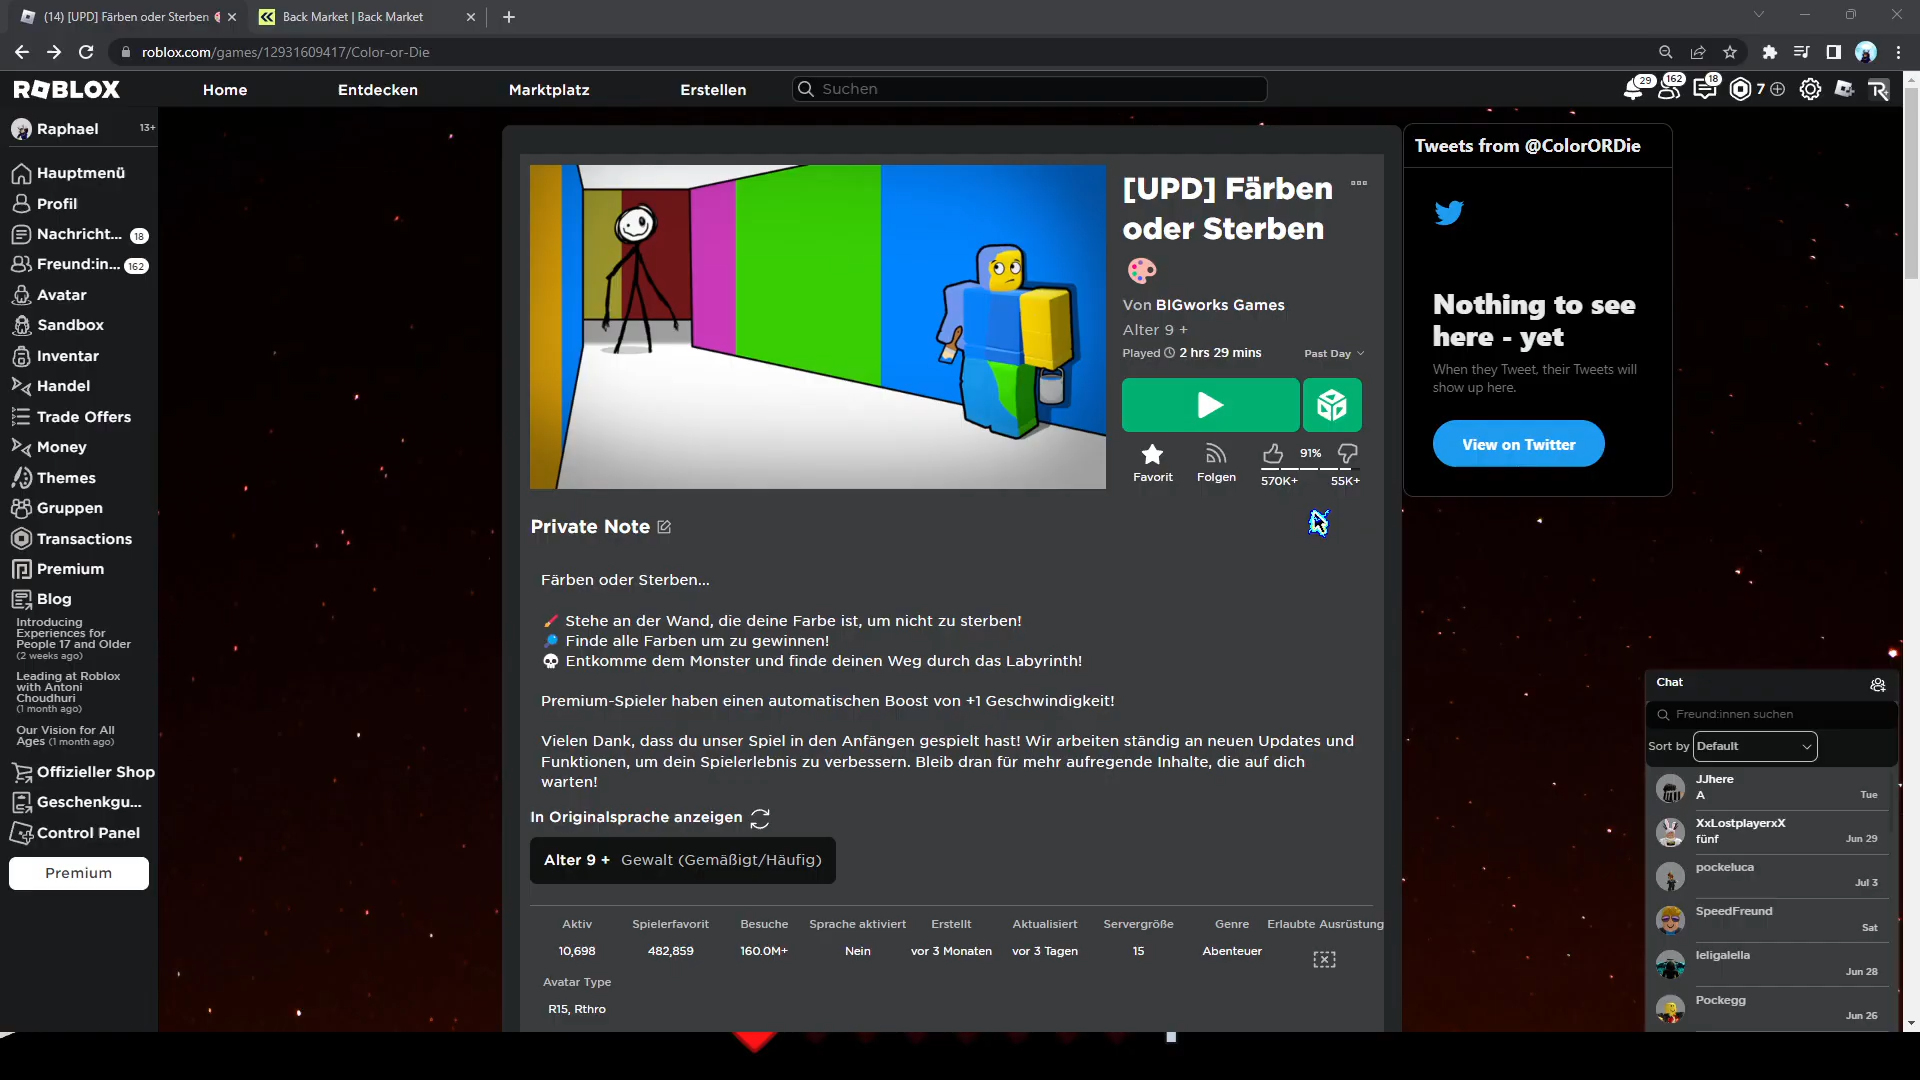 (14) [UPD] Färben oder Sterben
Back Market | Back Market
roblox.com/games/12931609417/Color-or-Die
ROBLOX
Home
Entdecken
Marktplatz
Erstellen
Suchen
29
162
18
7
Raphael
13+
Hauptmenü
Profil
Nachricht...
18
Freund:in...
162
Avatar
Sandbox
Inventar
Handel
Trade Offers
Money
Themes
Gruppen
Transactions
Premium
Blog
Introducing
Experiences for
People 17 and Older
(2 weeks ago)
Leading at Roblox
with Antoni
Choudhuri
(1 month ago)
Our Vision for All
Ages (1 month ago)
Offizieller Shop
Geschenkgu...
Control Panel
Premium
[UPD] Färben
oder Sterben
Von BIGworks Games
Alter 9 +
Played 2 hrs 29 mins
Past Day
Favorit
Folgen
91%
570K+
55K+
Private Note
Färben oder Sterben...
Stehe an der Wand, die deine Farbe ist, um nicht zu sterben!
Finde alle Farben um zu gewinnen!
Entkomme dem Monster und finde deinen Weg durch das Labyrinth!
Premium-Spieler haben einen automatischen Boost von +1 Geschwindigkeit!
Vielen Dank, dass du unser Spiel in den Anfängen gespielt hast! Wir arbeiten ständig an neuen Updates und
Funktionen, um dein Spielerlebnis zu verbessern. Bleib dran für mehr aufregende Inhalte, die auf dich
warten!
In Originalsprache anzeigen
Alter 9 + Gewalt (Gemäßigt/Häufig)
Aktiv
Spielerfavorit
Besuche
Sprache aktiviert
Erstellt
Aktualisiert
Servergröße
Genre
Erlaubte Ausrüstung
10,698
482,859
160.0M+
Nein
vor 3 Monaten
vor 3 Tagen
15
Abenteuer
Avatar Type
R15, Rthro
Tweets from @ColorORDie
Nothing to see
here - yet
When they Tweet, their Tweets will
show up here.
View on Twitter
Chat
Freund:innen suchen
Sort by Default
JJhere
A
Tue
XxLostplayerxX
fünf
Jun 29
pockeluca
Jul 3
SpeedFreund
Sat
leligalella
Jun 28
Pockegg
Jun 26